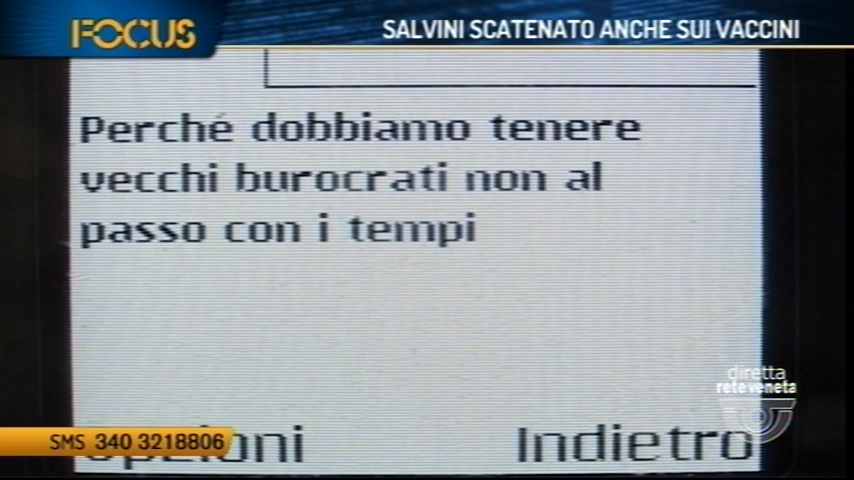 FOCUS
SALVINI SCATENATO ANCHE SUI VACCINI
Perché dobbiamo tenere
vecchi burocrati non al
passo con i tempi
diretta
reteveneta
SMS 340 3218806
Opzioni
Indietro